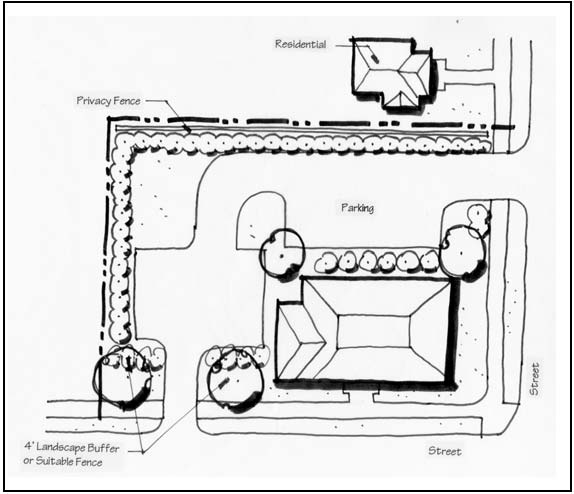 Residential
Privacy Fence
Parking
Street
4' Landscape Buffer
or Suitable Fence
Street